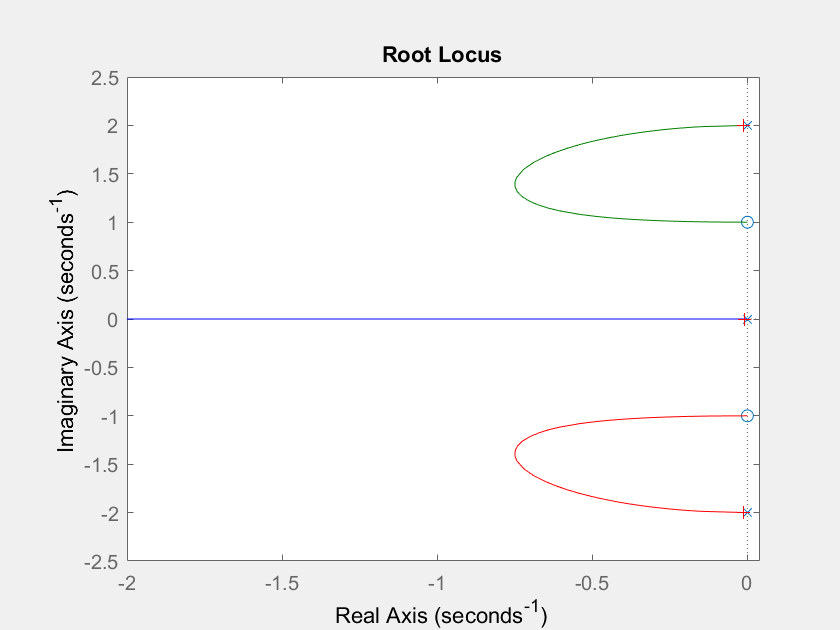 Root Locus
2.5
2
1.5
1
0.5
0
-0.5
-1
-1.5
-2
-2.5
Imaginary Axis (seconds⁻¹)
-2 -1.5 -1 -0.5 0
Real Axis (seconds⁻¹)